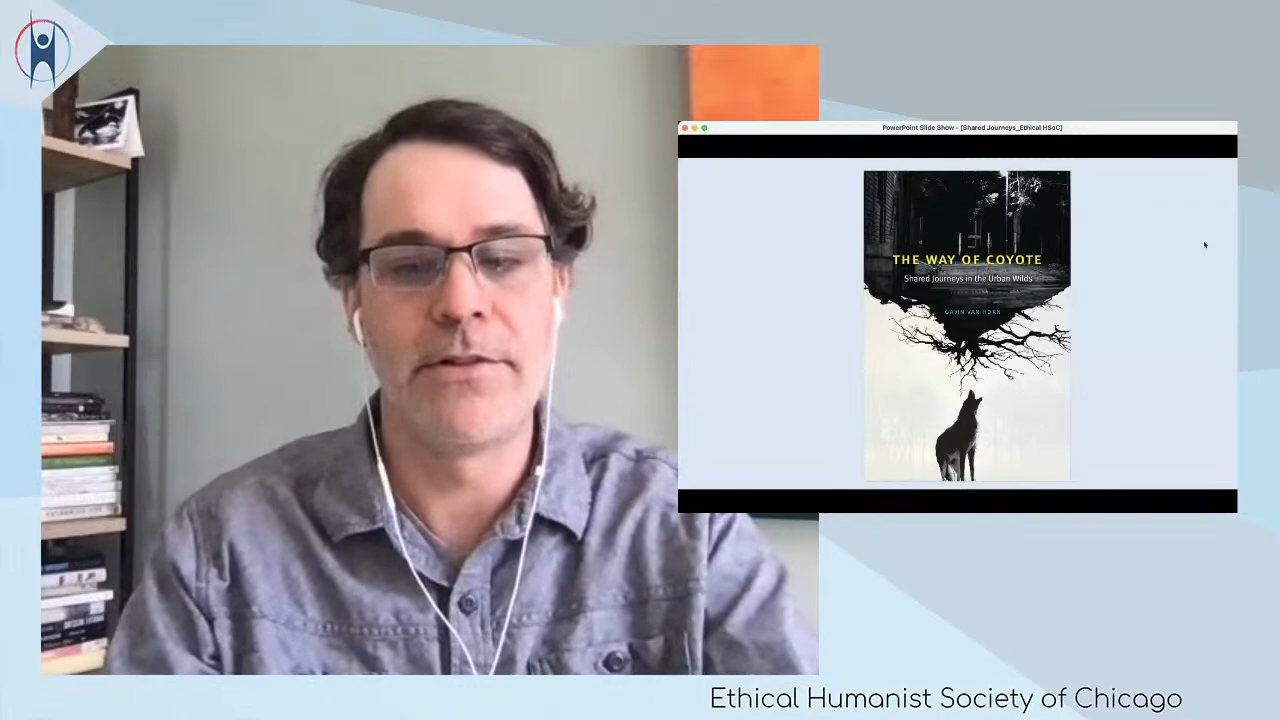 PowerPoint Slide Show - [Shared Journeys_Ethical HSoC]
THE WAY OF COYOTE
Shared Journeys in the Urban Wilds
GAVIN VAN HORN
Ethical Humanist Society of Chicago